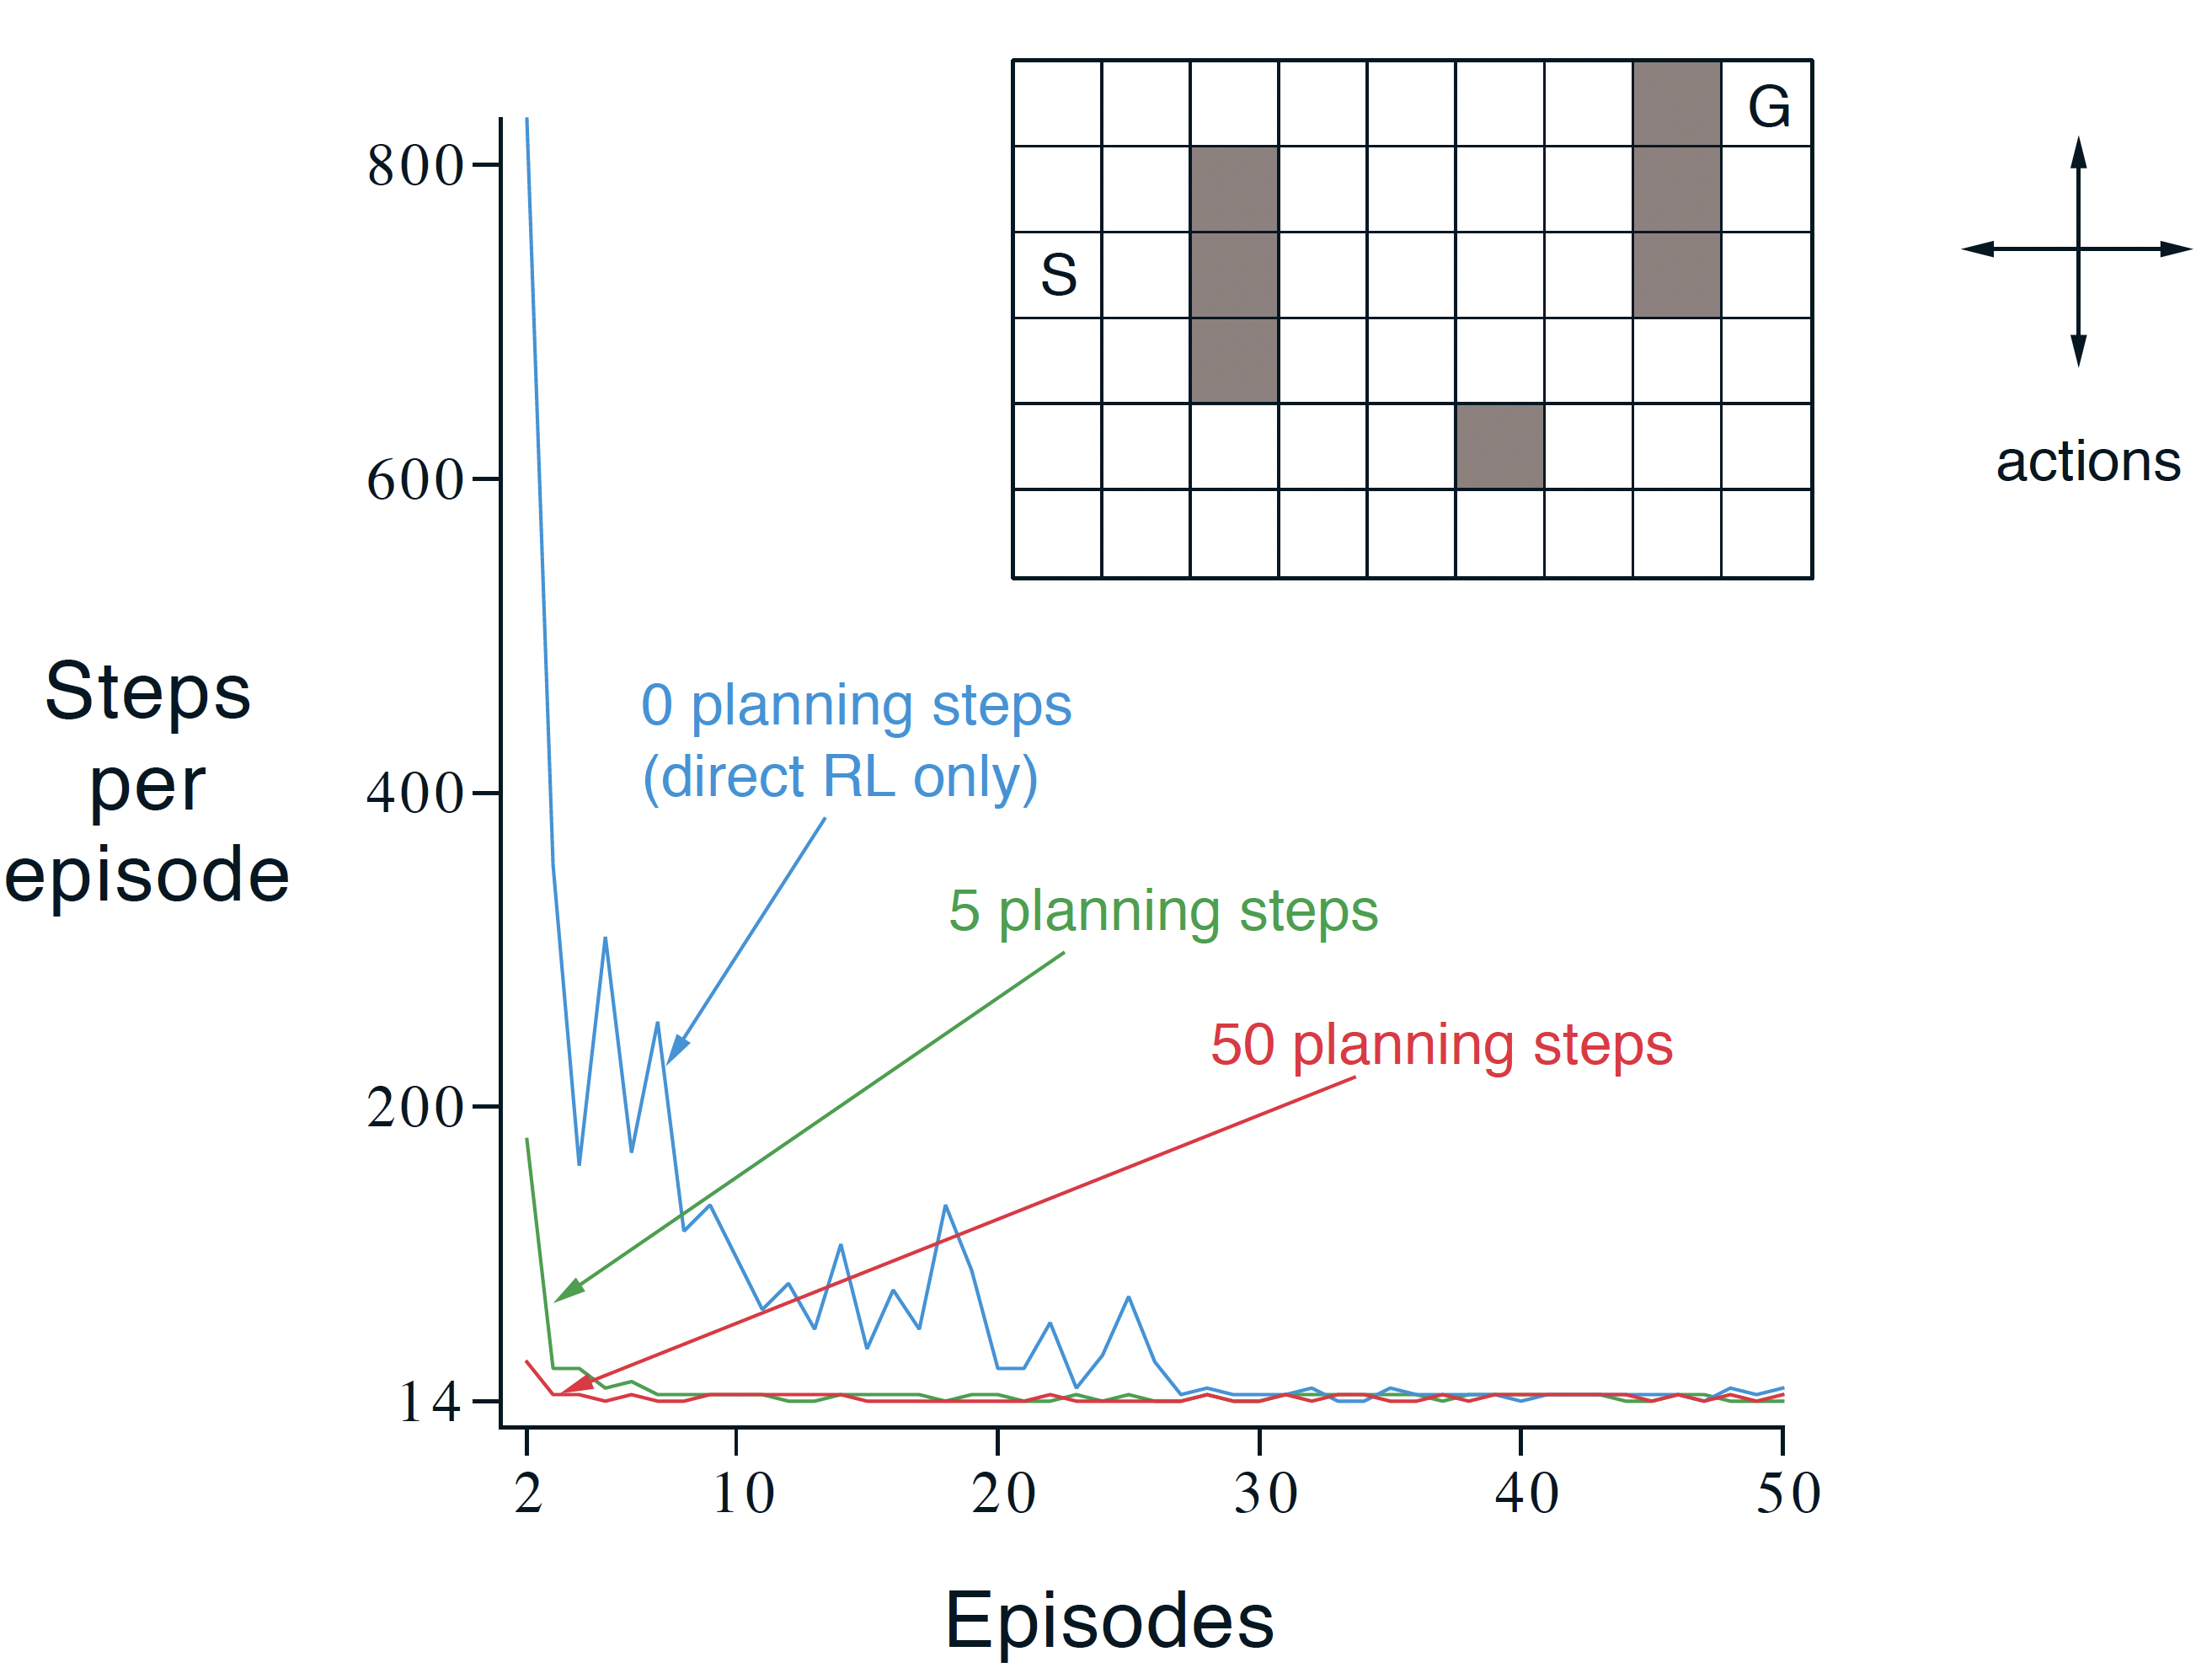 G
S
actions
800
600
400
200
14
Steps
per
episode
0 planning steps
(direct RL only)
5 planning steps
50 planning steps
2 10 20 30 40 50
Episodes